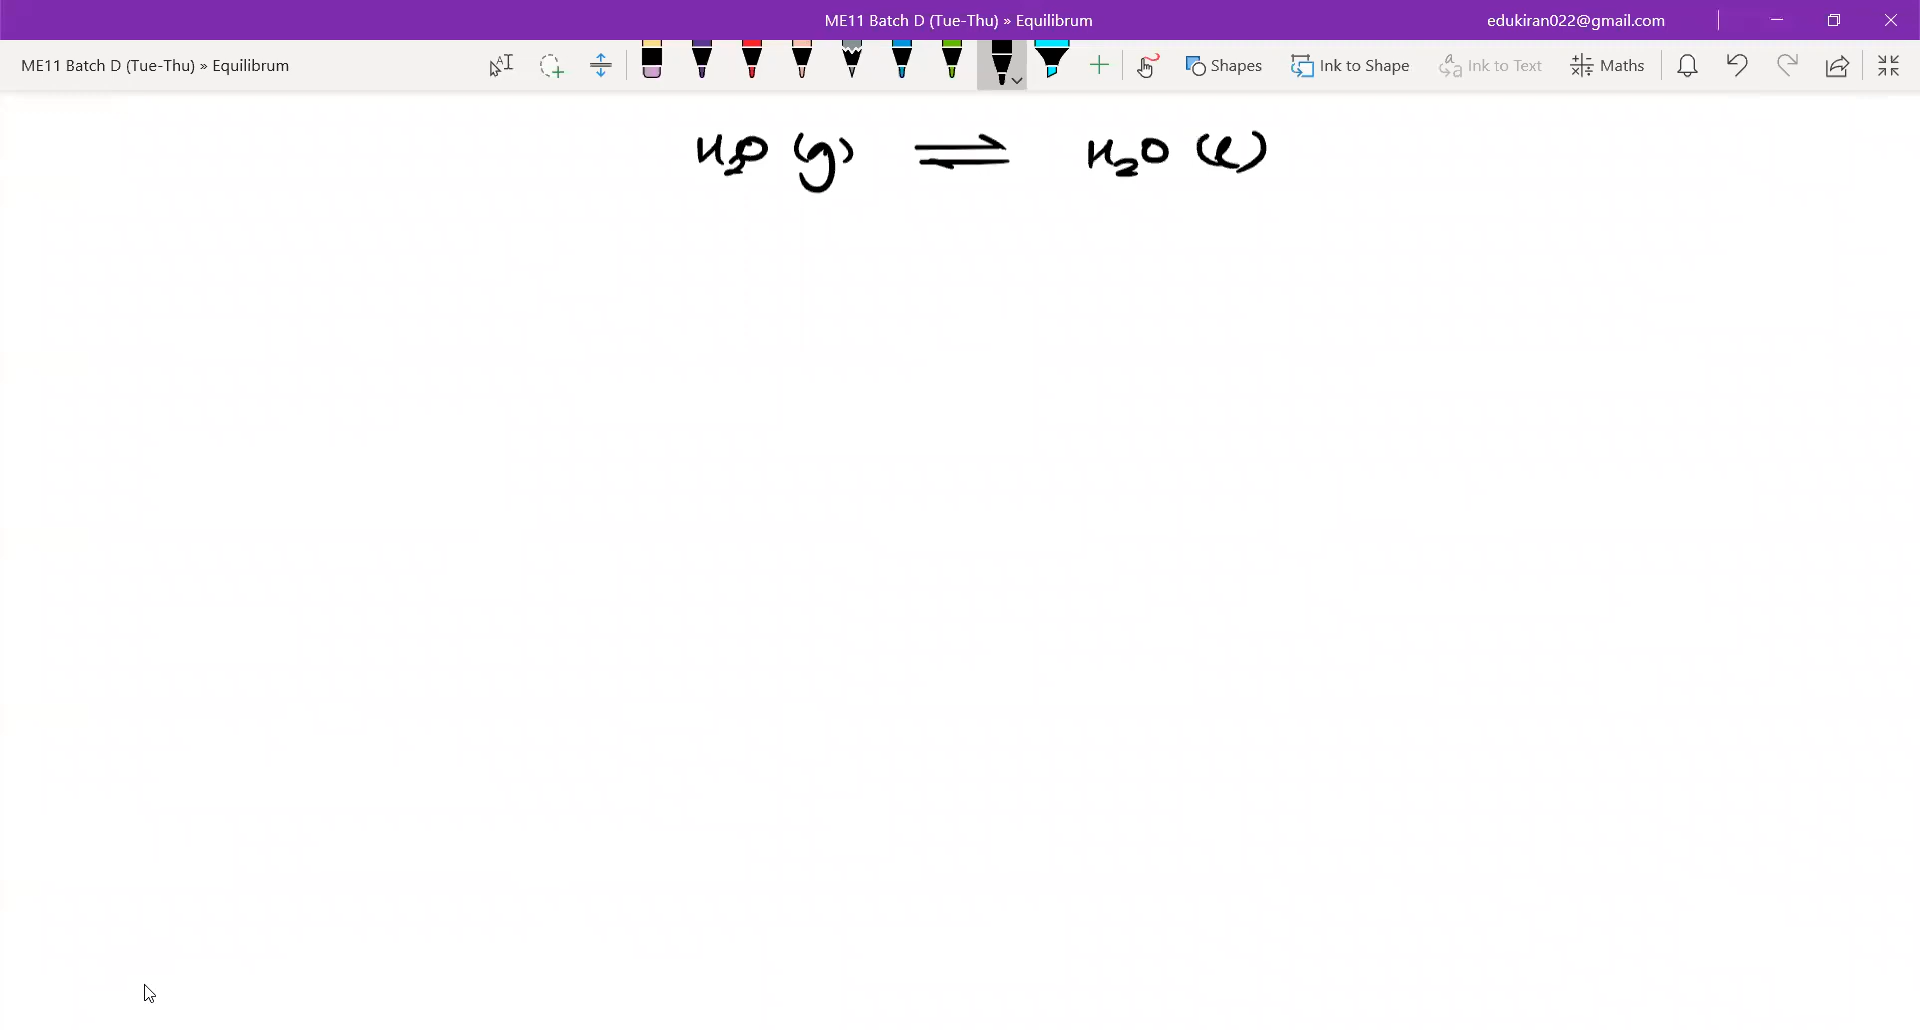 ME11 Batch D (Tue-Thu) » Equilibrum
edukiran022@gmail.com
ME11 Batch D (Tue-Thu) » Equilibrum
Shapes
Ink to Shape
Ink to Text
Maths
H₂O (g) ⇌ H₂O (l)